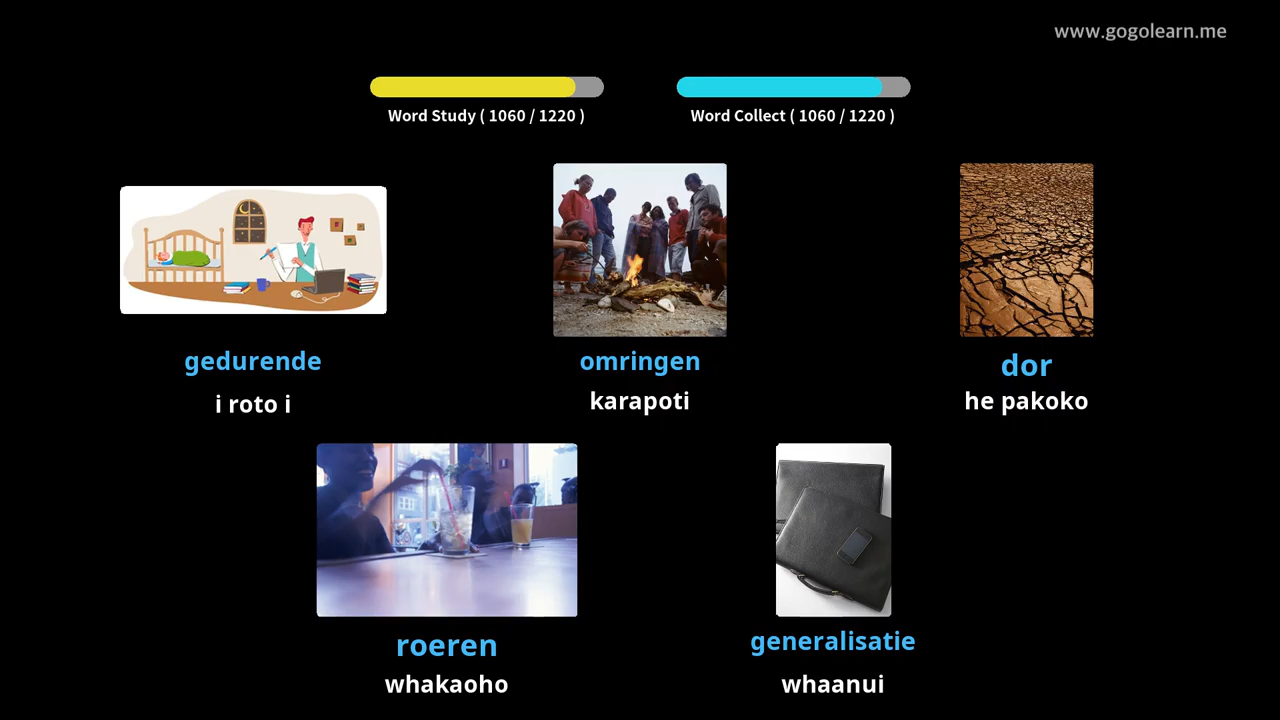 www.gogolearn.me
Word Study ( 1060 / 1220 )
Word Collect ( 1060 / 1220 )
gedurende
i roto i
omringen
karapoti
dor
he pakoko
roeren
whakaoho
generalisatie
whaanui